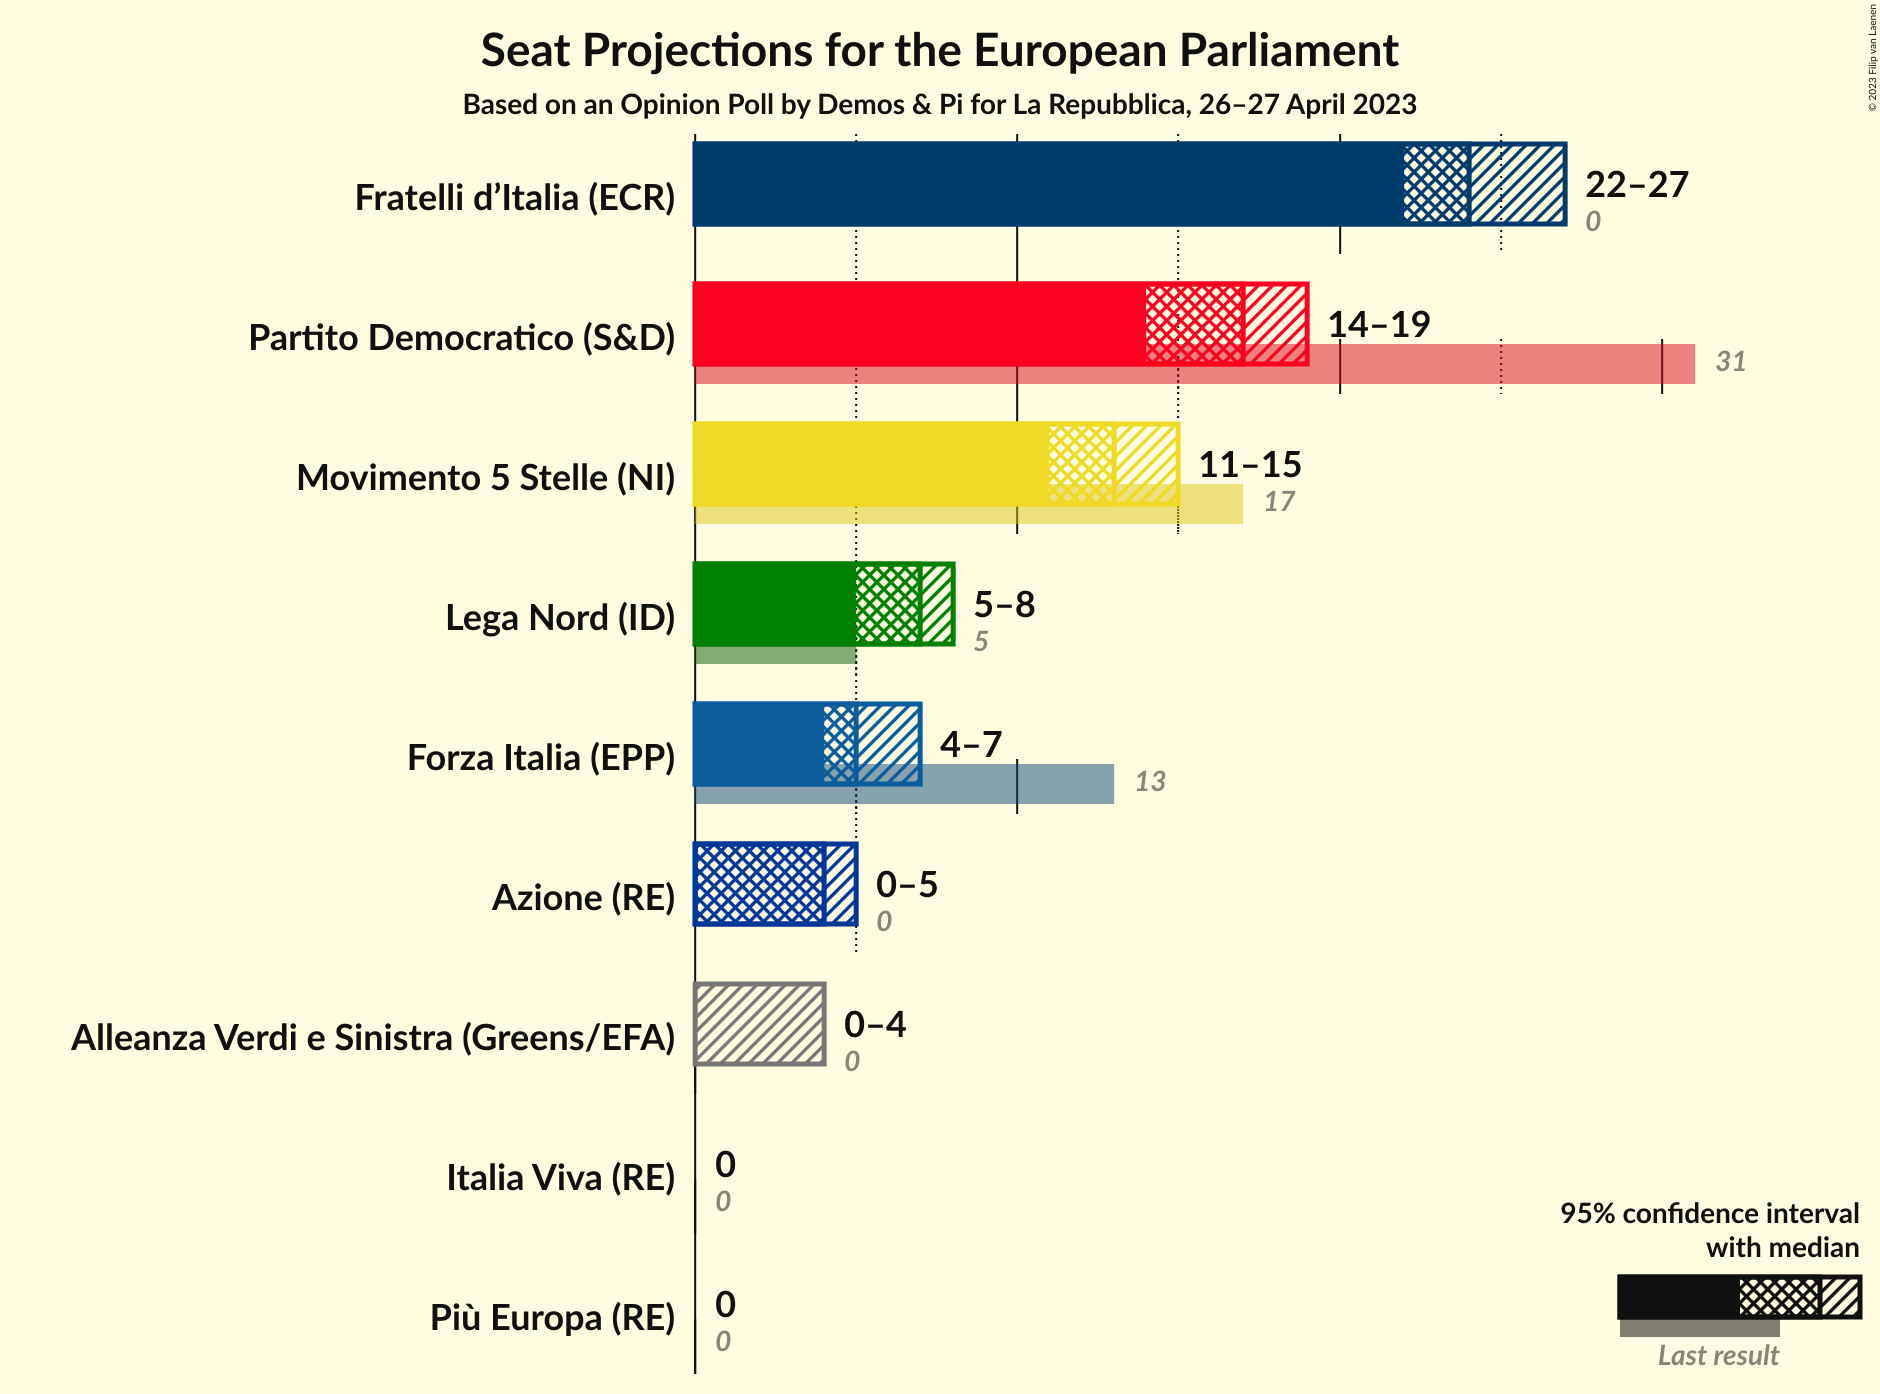 Seat Projections for the European Parliament
Based on an Opinion Poll by Demos & Pi for La Repubblica, 26–27 April 2023
© 2023 Filip van Laenen
Fratelli d’Italia (ECR)
22–27
0
Partito Democratico (S&D)
14–19
31
Movimento 5 Stelle (NI)
11–15
17
Lega Nord (ID)
5–8
5
Forza Italia (EPP)
4–7
13
Azione (RE)
0–5
0
Alleanza Verdi e Sinistra (Greens/EFA)
0–4
0
Italia Viva (RE)
0
0
Più Europa (RE)
0
0
95% confidence interval
with median
Last result